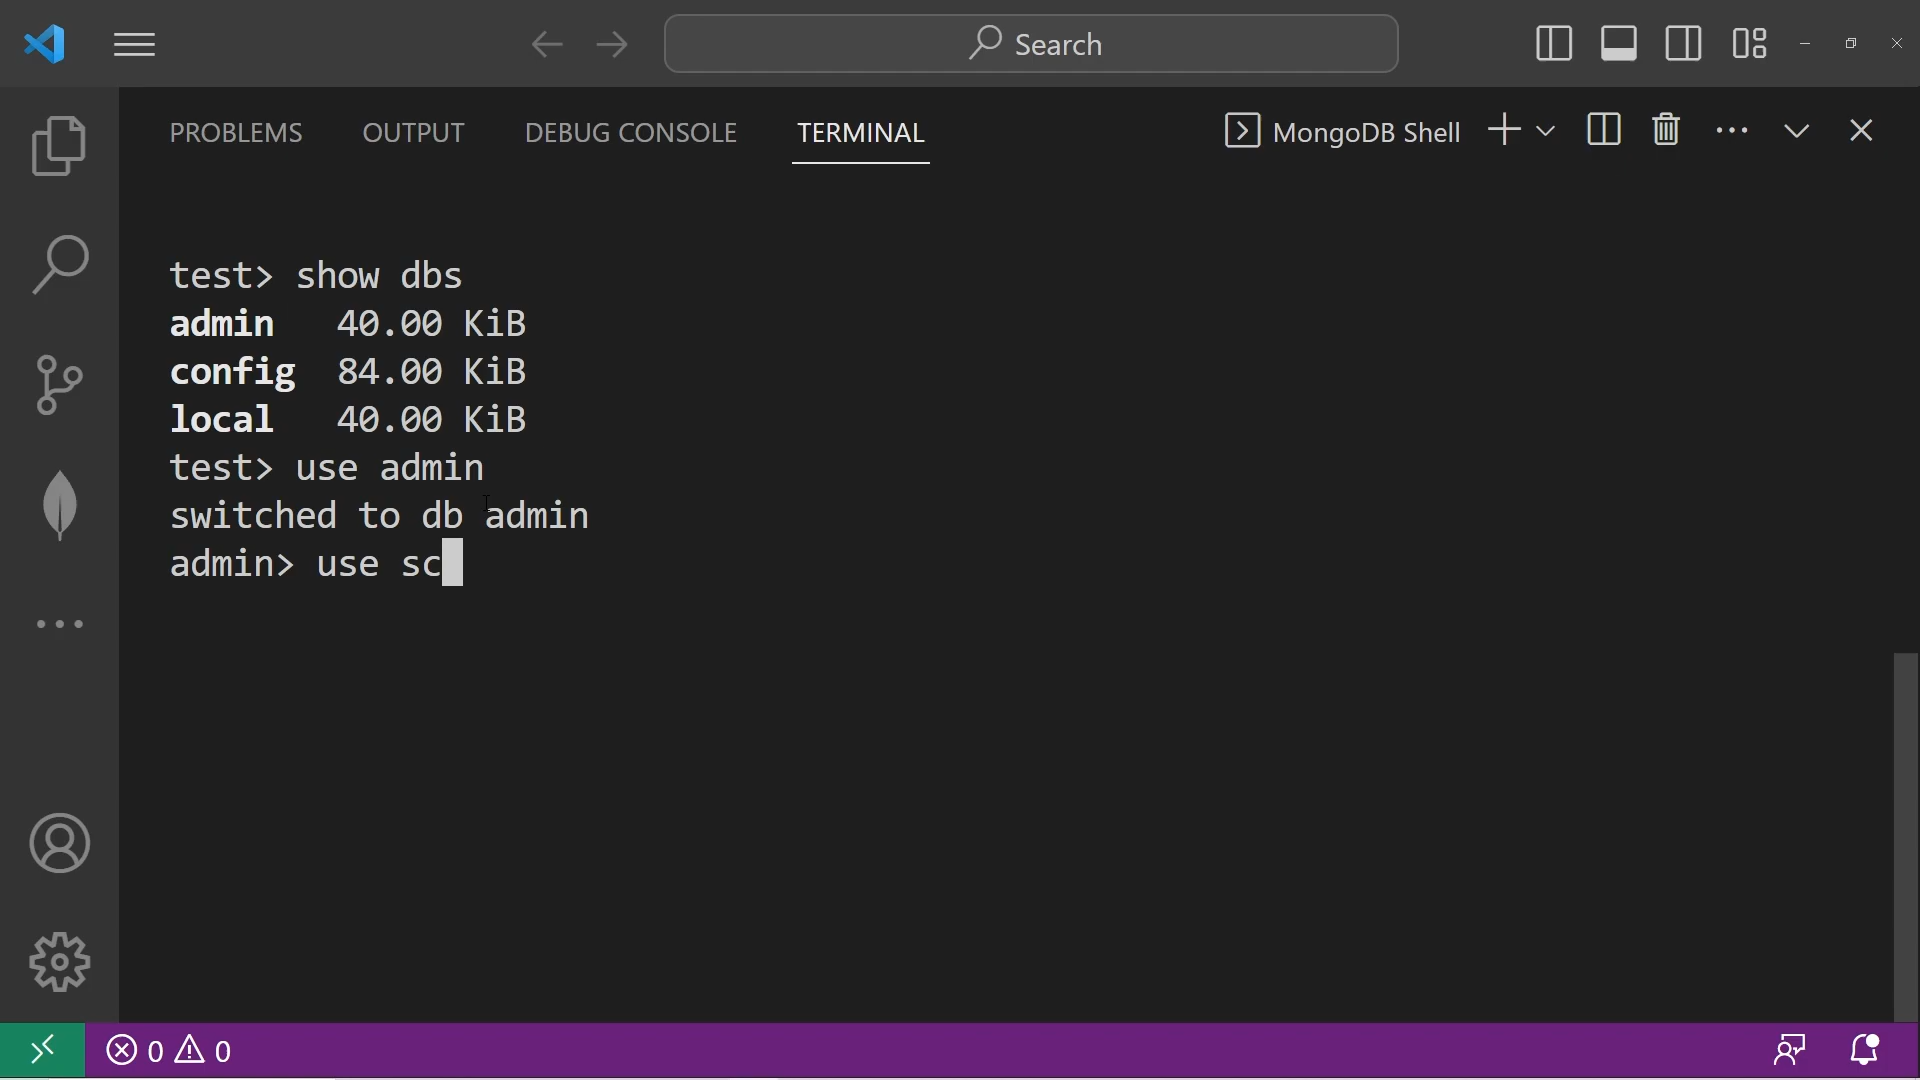 Search
PROBLEMS OUTPUT DEBUG CONSOLE TERMINAL MongoDB Shell
test> show dbs
admin 40.00 KiB
config 84.00 KiB
local 40.00 KiB
test> use admin
switched to db admin
admin> use sc
0 0